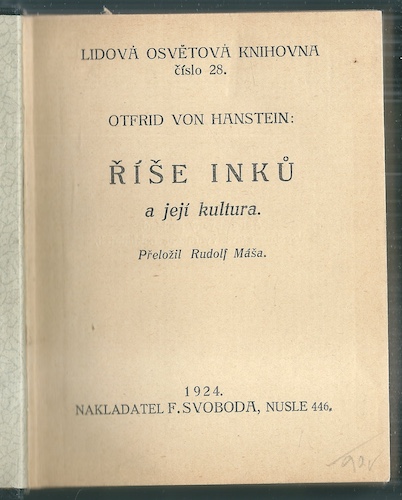 LIDOVÁ OSVĚTOVÁ KNIHOVNA
číslo 28.
OTFRID VON HANSTEIN:
ŘÍŠE INKŮ
a její kultura.
Přeložil Rudolf Máša.
1924.
NAKLADATEL F. SVOBODA, NUSLE 446.